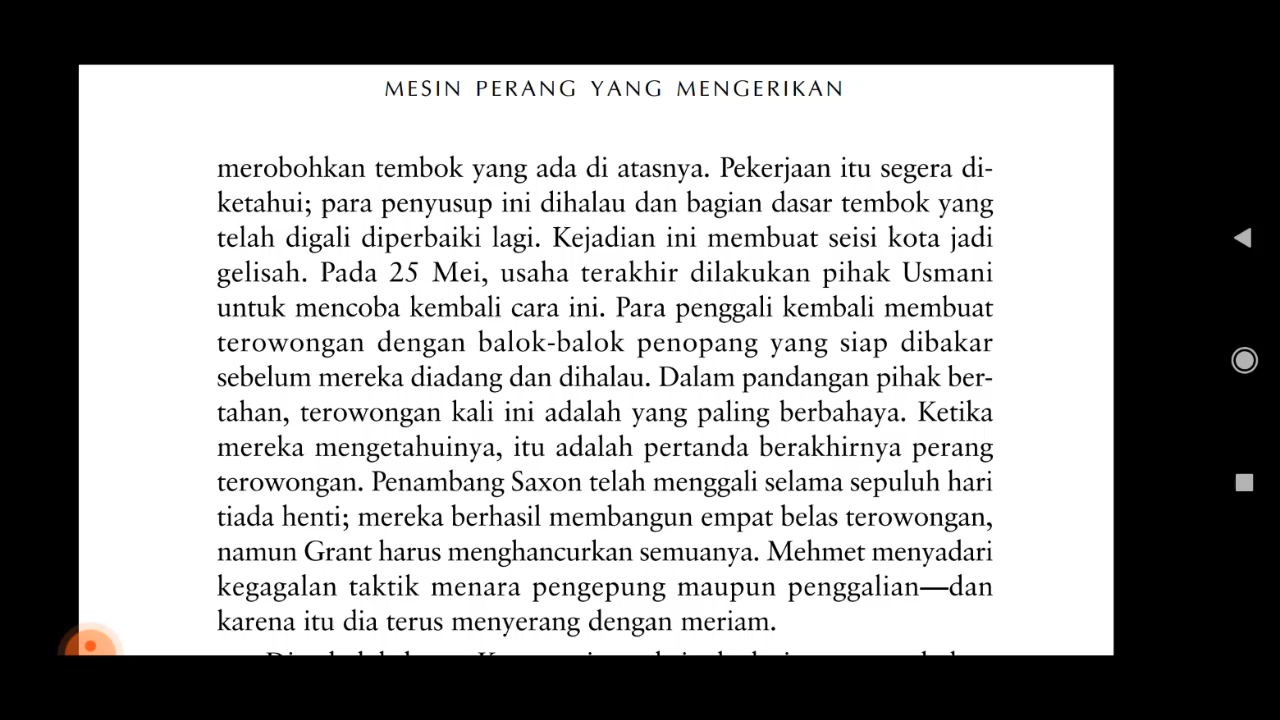 MESIN PERANG YANG MENGERIKAN
merobohkan tembok yang ada di atasnya. Pekerjaan itu segera di-
ketahui; para penyusup ini dihalau dan bagian dasar tembok yang
telah digali diperbaiki lagi. Kejadian ini membuat seisi kota jadi
gelisah. Pada 25 Mei, usaha terakhir dilakukan pihak Usmani
untuk mencoba kembali cara ini. Para penggali kembali membuat
terowongan dengan balok-balok penopang yang siap dibakar
sebelum mereka diadang dan dihalau. Dalam pandangan pihak ber-
tahan, terowongan kali ini adalah yang paling berbahaya. Ketika
mereka mengetahuinya, itu adalah pertanda berakhirnya perang
terowongan. Penambang Saxon telah menggali selama sepuluh hari
tiada henti; mereka berhasil membangun empat belas terowongan,
namun Grant harus menghancurkan semuanya. Mehmet menyadari
kegagalan taktik menara pengepung maupun penggalian—dan
karena itu dia terus menyerang dengan meriam.